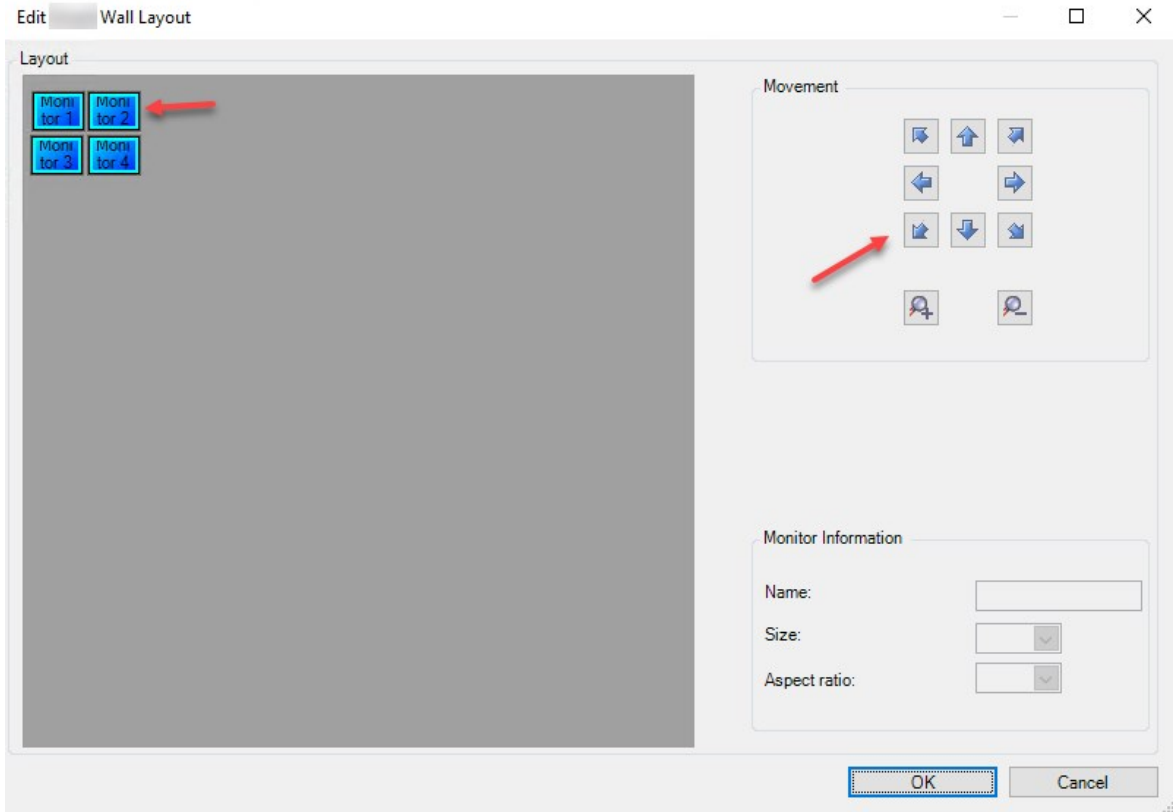 Edit Wall Layout
Layout
Moni
tor 1
Moni
tor 2
Moni
tor 3
Moni
tor 4
Movement
Monitor Information
Name:
Size:
Aspect ratio:
OK
Cancel